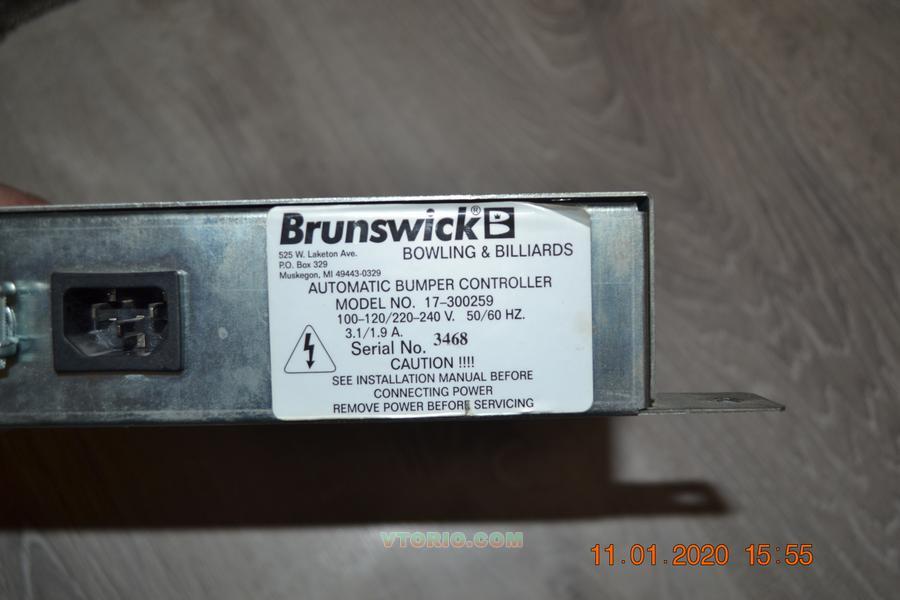 Brunswick®
BOWLING & BILLIARDS
525 W. Laketon Ave.
P.O. Box 329
Muskegon, MI 49443-0329
AUTOMATIC BUMPER CONTROLLER
MODEL NO. 17-300259
100-120/220-240 V. 50/60 HZ.
3.1/1.9 A.
Serial No. 3468
CAUTION !!!!
SEE INSTALLATION MANUAL BEFORE
CONNECTING POWER
REMOVE POWER BEFORE SERVICING
VTORIO.COM
11.01.2020 15:55